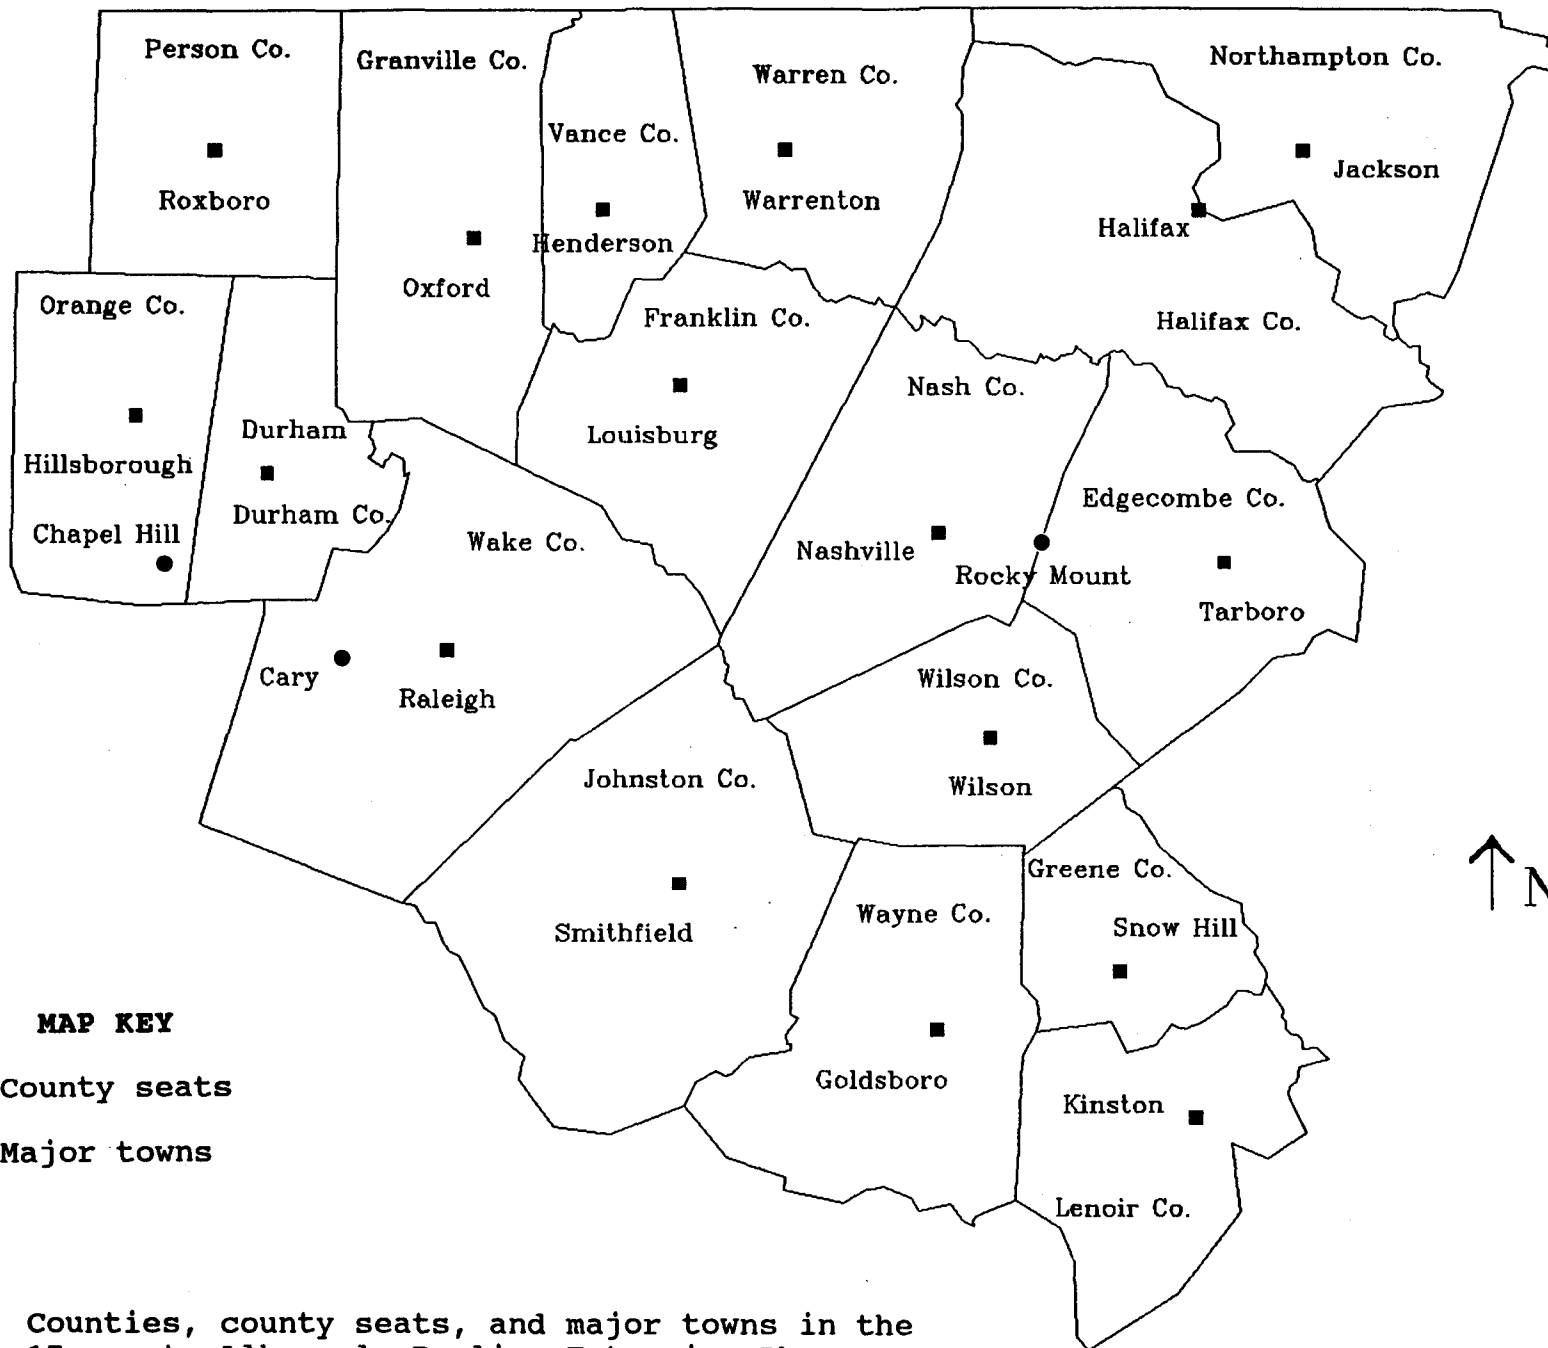 Person Co.
Granville Co.
Warren Co.
Northampton Co.
Vance Co.
Jackson
Roxboro
Warrenton
Halifax
Henderson
Oxford
Orange Co.
Franklin Co.
Halifax Co.
Nash Co.
Durham
Louisburg
Hillsborough
Edgecombe Co.
Durham Co.
Chapel Hill
Wake Co.
Nashville
Rocky Mount
Tarboro
Cary
Raleigh
Wilson Co.
Johnston Co.
Wilson
Greene Co.
N
Wayne Co.
Snow Hill
Smithfield
MAP KEY
Goldsboro
County seats
Kinston
Major towns
Lenoir Co.
Counties, county seats, and major towns in the